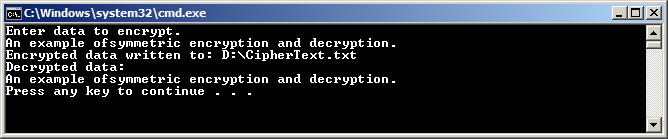 C:\Windows\system32\cmd.exe
Enter data to encrypt.
An example ofsymmetric encryption and decryption.
Encrypted data written to: D:\CipherText.txt
Decrypted data:
An example ofsymmetric encryption and decryption.
Press any key to continue . . .